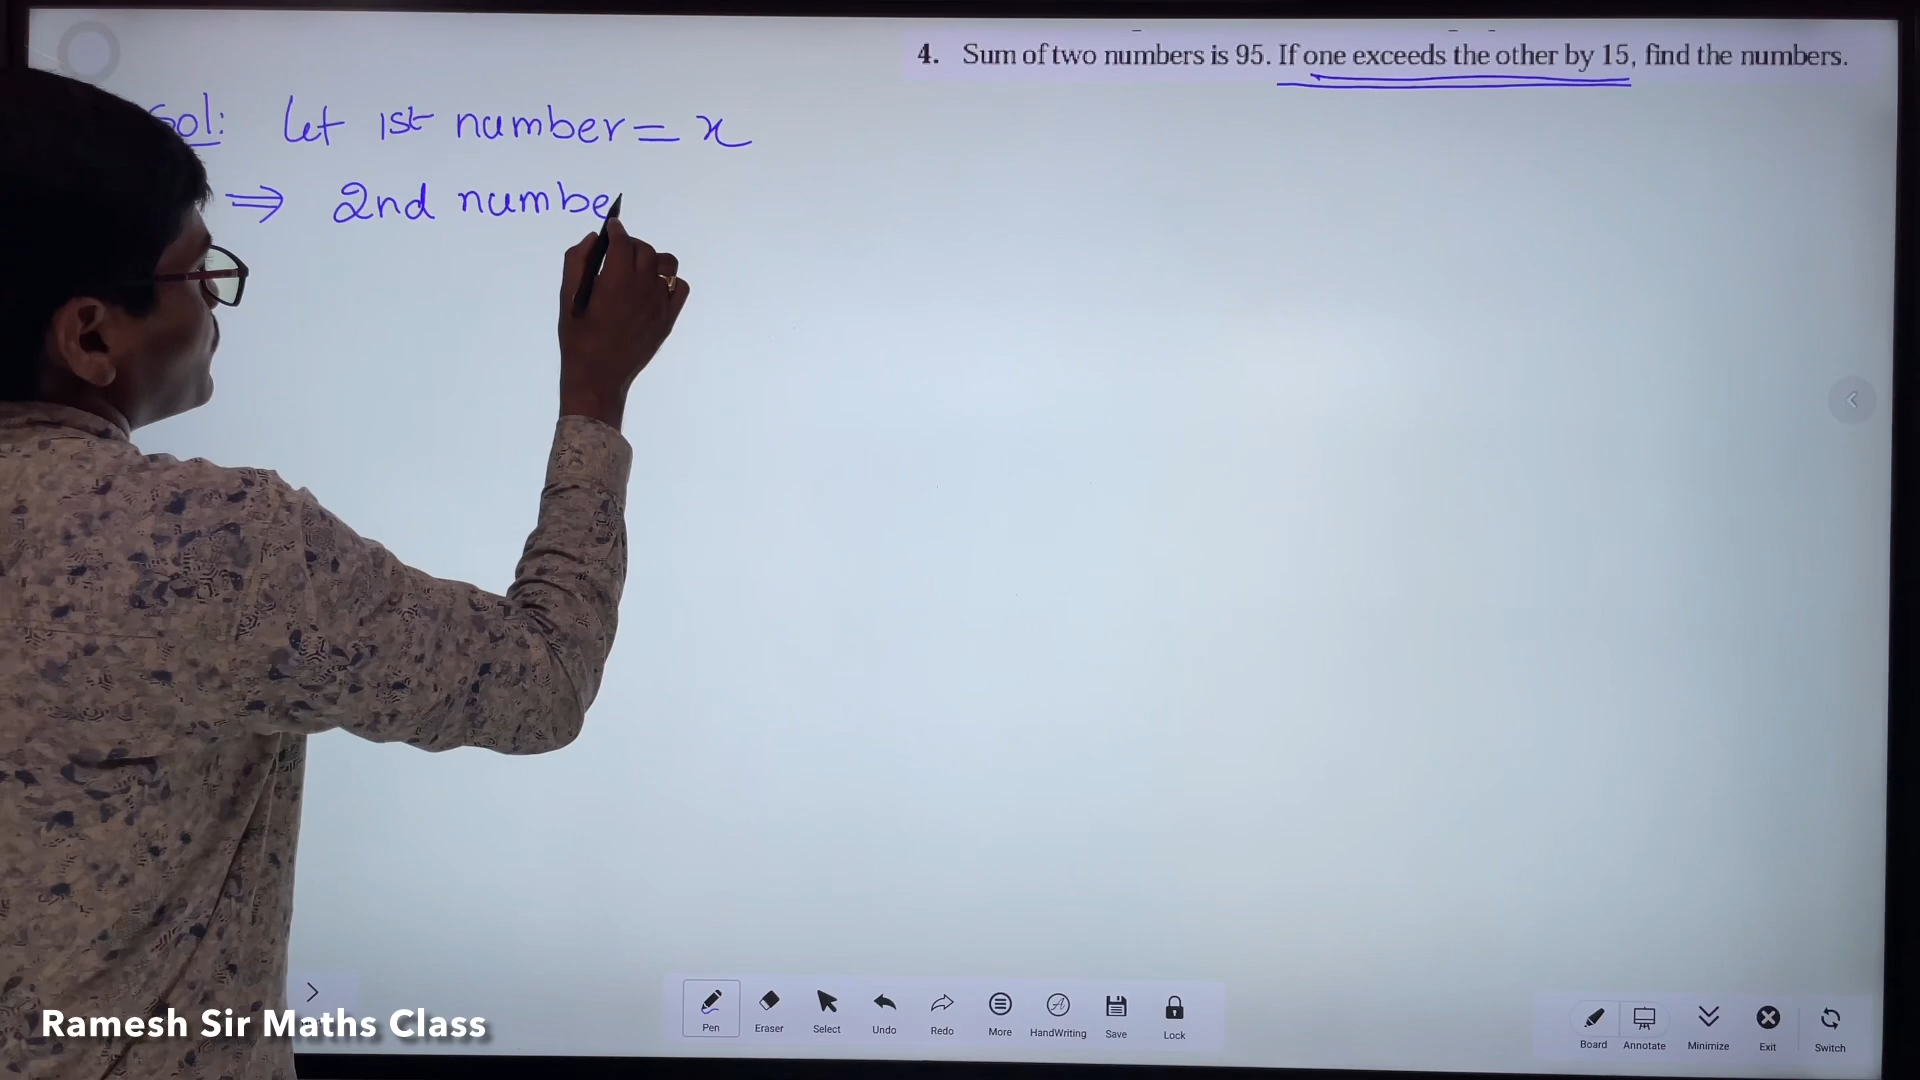 4. Sum of two numbers is 95. If one exceeds the other by 15, find the numbers.
Sol: Let 1st number = x
⇒ 2nd numbe
Ramesh Sir Maths Class
Pen
Eraser
Select
Undo
Redo
More
HandWriting
Save
Lock
Board
Annotate
Minimize
Exit
Switch